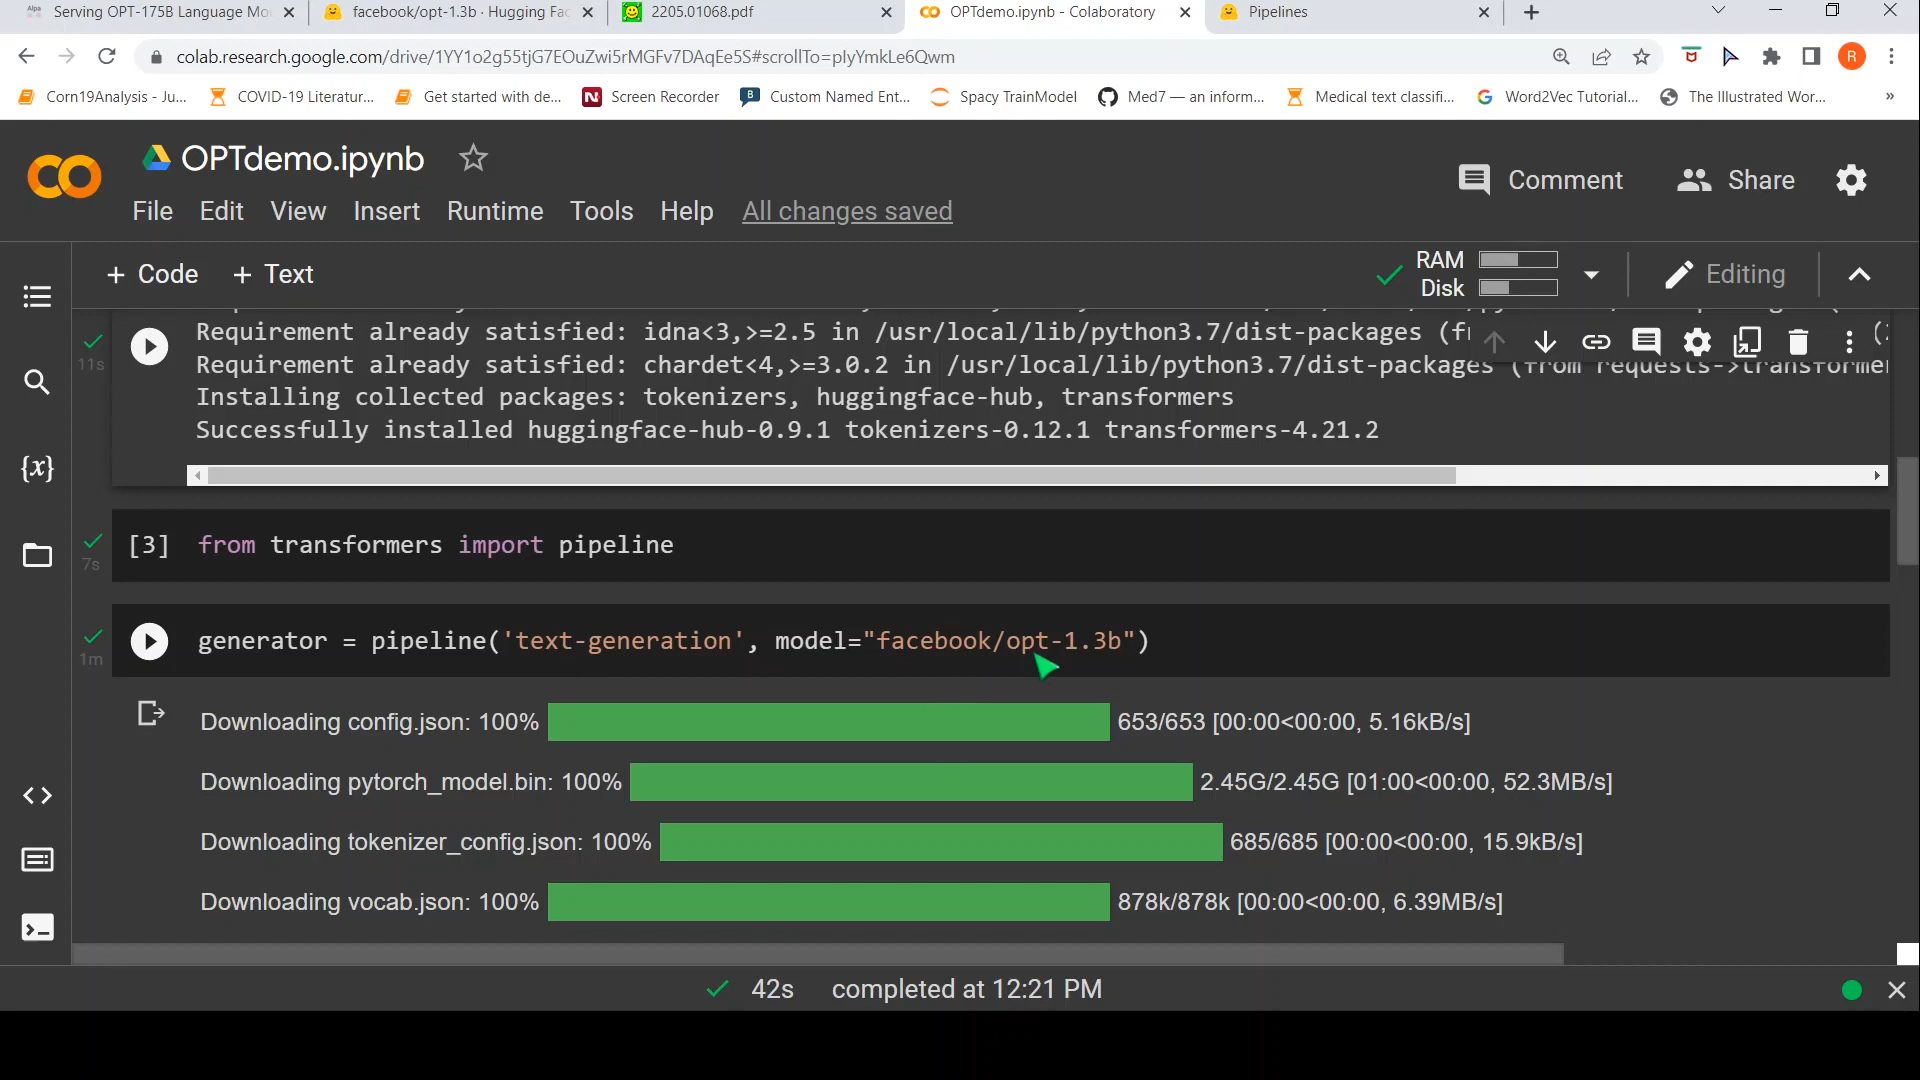 Alpa Serving OPT-175B Language Mo
facebook/opt-1.3b · Hugging Fac
2205.01068.pdf
OPTdemo.ipynb - Colaboratory
Pipelines
colab.research.google.com/drive/1YY1o2g55tjG7EOuZwi5rMGFv7DAqEe5S#scrollTo=pIyYmkLe6Qwm
R
Corn19Analysis - Ju...
COVID-19 Literatur...
Get started with de...
Screen Recorder
Custom Named Ent...
Spacy TrainModel
Med7 — an inform...
Medical text classifi...
Word2Vec Tutorial...
The Illustrated Wor...
»
OPTdemo.ipynb
Comment
Share
File Edit View Insert Runtime Tools Help All changes saved
+ Code + Text
RAM
Disk
Editing
11s
Requirement already satisfied: idna<3,>=2.5 in /usr/local/lib/python3.7/dist-packages (f
Requirement already satisfied: chardet<4,>=3.0.2 in /usr/local/lib/python3.7/dist-packages (from requests->transformer
Installing collected packages: tokenizers, huggingface-hub, transformers
Successfully installed huggingface-hub-0.9.1 tokenizers-0.12.1 transformers-4.21.2
{x}
[3] from transformers import pipeline
7s
generator = pipeline('text-generation', model="facebook/opt-1.3b")
1m
Downloading config.json: 100% 653/653 [00:00<00:00, 5.16kB/s]
Downloading pytorch_model.bin: 100% 2.45G/2.45G [01:00<00:00, 52.3MB/s]
Downloading tokenizer_config.json: 100% 685/685 [00:00<00:00, 15.9kB/s]
Downloading vocab.json: 100% 878k/878k [00:00<00:00, 6.39MB/s]
42s completed at 12:21 PM